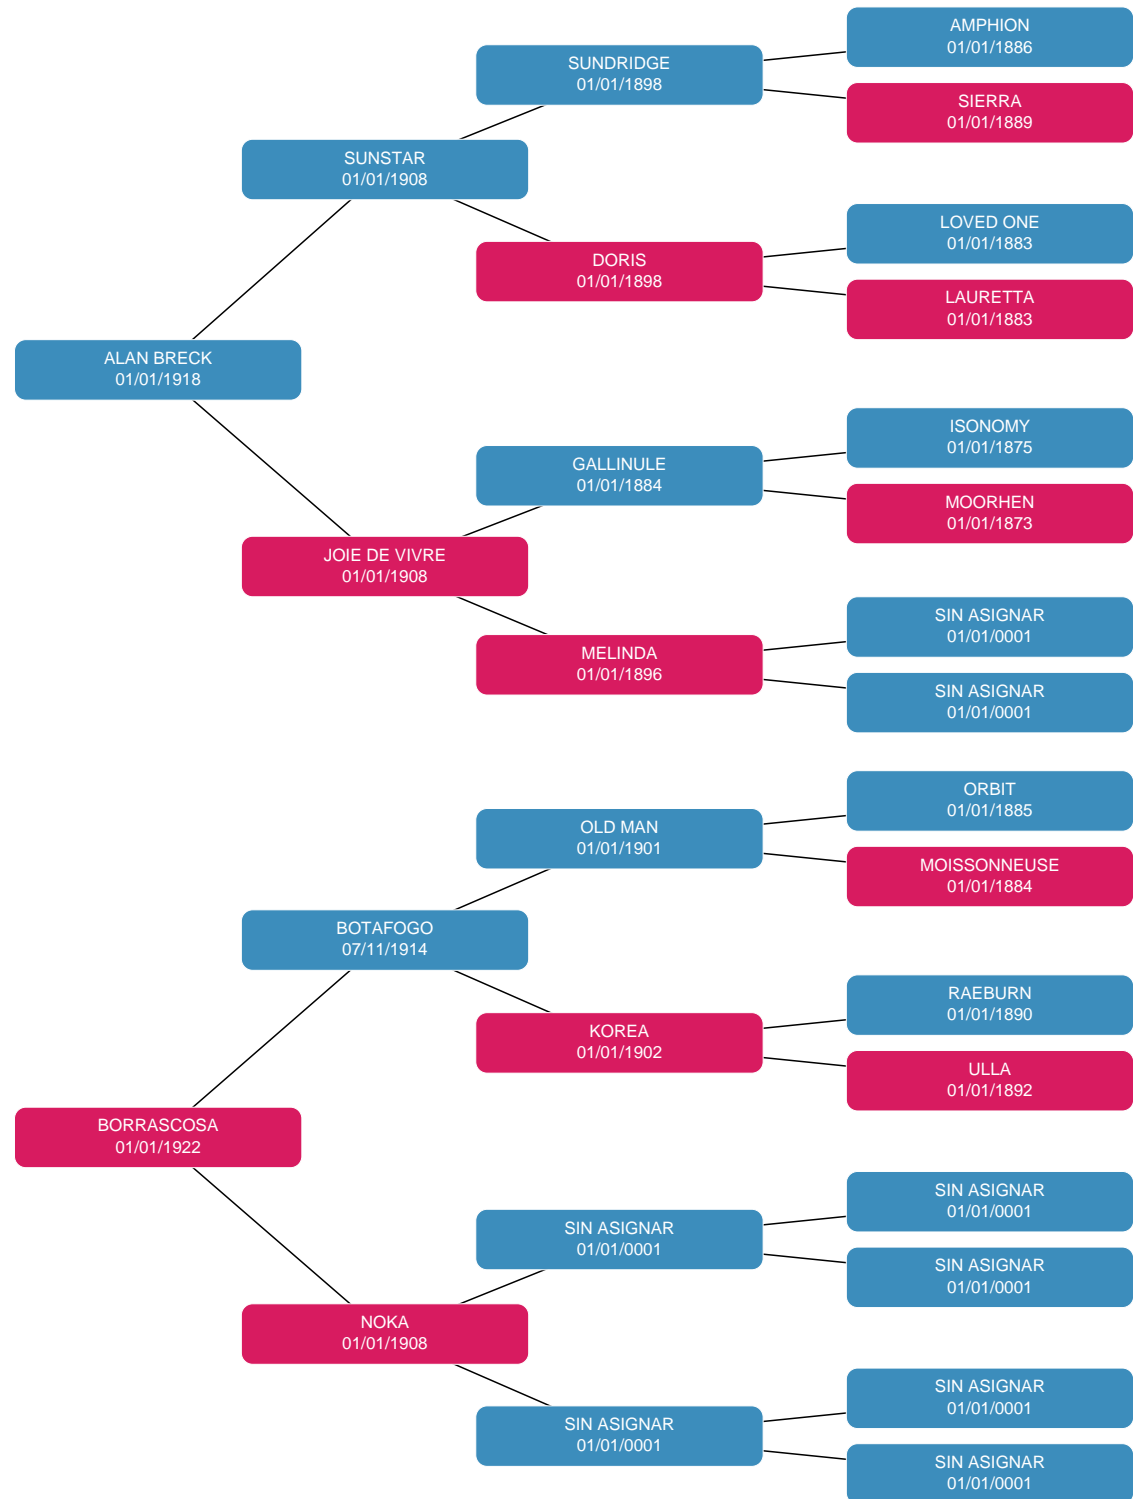 AMPHION
01/01/1886
SUNDRIDGE
01/01/1898
SIERRA
01/01/1889
SUNSTAR
01/01/1908
LOVED ONE
01/01/1883
DORIS
01/01/1898
LAURETTA
01/01/1883
ALAN BRECK
01/01/1918
ISONOMY
01/01/1875
GALLINULE
01/01/1884
MOORHEN
01/01/1873
JOIE DE VIVRE
01/01/1908
SIN ASIGNAR
01/01/0001
MELINDA
01/01/1896
SIN ASIGNAR
01/01/0001
ORBIT
01/01/1885
OLD MAN
01/01/1901
MOISSONNEUSE
01/01/1884
BOTAFOGO
07/11/1914
RAEBURN
01/01/1890
KOREA
01/01/1902
ULLA
01/01/1892
BORRASCOSA
01/01/1922
SIN ASIGNAR
01/01/0001
SIN ASIGNAR
01/01/0001
SIN ASIGNAR
01/01/0001
NOKA
01/01/1908
SIN ASIGNAR
01/01/0001
SIN ASIGNAR
01/01/0001
SIN ASIGNAR
01/01/0001